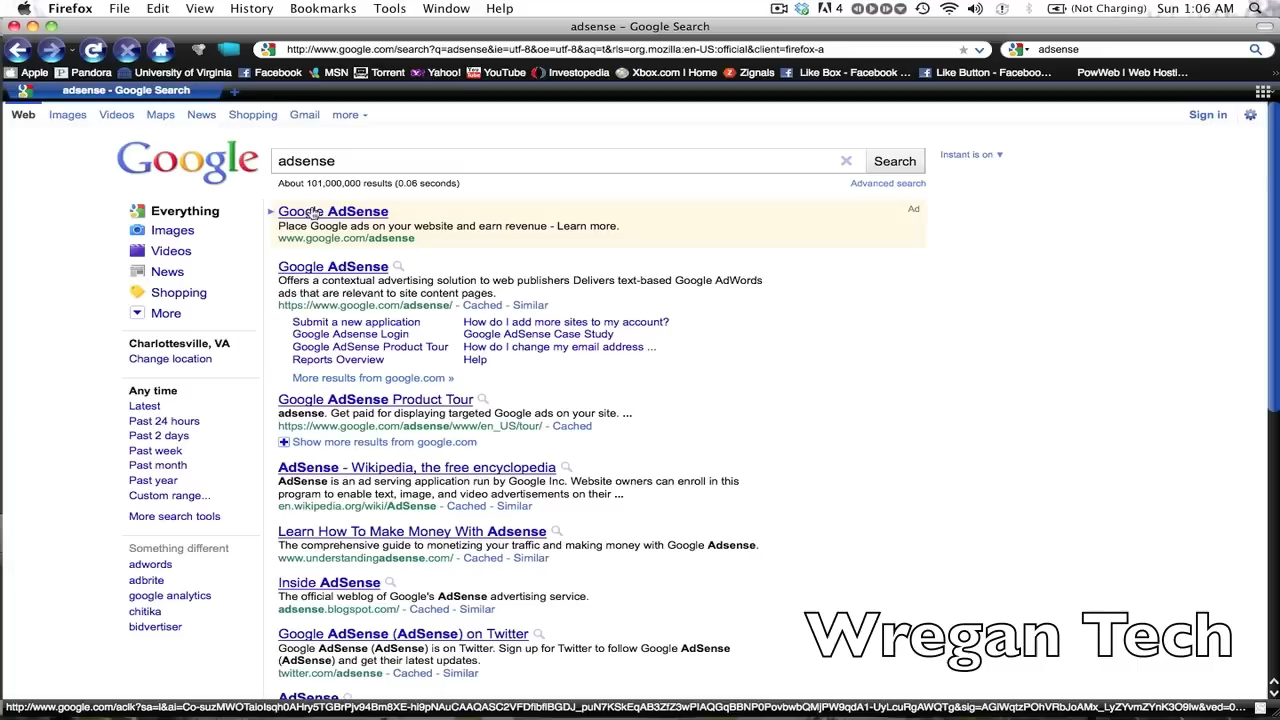 Firefox File Edit View History Bookmarks Tools Window Help 4 (Not Charging) Sun 1:06 AM
adsense - Google Search
http://www.google.com/search?q=adsense&ie=utf-8&oe=utf-8&aq=t&rls=org.mozilla:en-US:official&client=firefox-a adsense
Apple Pandora University of Virginia Facebook MSN Torrent Yahoo! YouTube Investopedia Xbox.com | Home Zignals Like Box - Facebook ... Like Button - Faceboo... PowWeb | Web Hosti...
adsense - Google Search
Web Images Videos Maps News Shopping Gmail more Sign in
Google adsense Search Instant is on
About 101,000,000 results (0.06 seconds) Advanced search
Everything
Images
Videos
News
Shopping
More
Charlottesville, VA
Change location
Any time
Latest
Past 24 hours
Past 2 days
Past week
Past month
Past year
Custom range...
More search tools
Something different
adwords
adbrite
google analytics
chitika
bidvertiser
Google AdSense Ad
Place Google ads on your website and earn revenue - Learn more.
www.google.com/adsense
Google AdSense
Offers a contextual advertising solution to web publishers Delivers text-based Google AdWords
ads that are relevant to site content pages.
https://www.google.com/adsense/ - Cached - Similar
Submit a new application How do I add more sites to my account?
Google Adsense Login Google AdSense Case Study
Google AdSense Product Tour How do I change my email address ...
Reports Overview Help
More results from google.com »
Google AdSense Product Tour
adsense. Get paid for displaying targeted Google ads on your site. ...
https://www.google.com/adsense/www/en_US/tour/ - Cached
Show more results from google.com
AdSense - Wikipedia, the free encyclopedia
AdSense is an ad serving application run by Google Inc. Website owners can enroll in this
program to enable text, image, and video advertisements on their ...
en.wikipedia.org/wiki/AdSense - Cached - Similar
Learn How To Make Money With Adsense
The comprehensive guide to monetizing your traffic and making money with Google Adsense.
www.understandingadsense.com/ - Cached - Similar
Inside AdSense
The official weblog of Google's AdSense advertising service.
adsense.blogspot.com/ - Cached - Similar
Google AdSense (AdSense) on Twitter
Google AdSense (AdSense) is on Twitter. Sign up for Twitter to follow Google AdSense
(AdSense) and get their latest updates.
twitter.com/adsense - Cached - Similar
AdSense
Wregan Tech